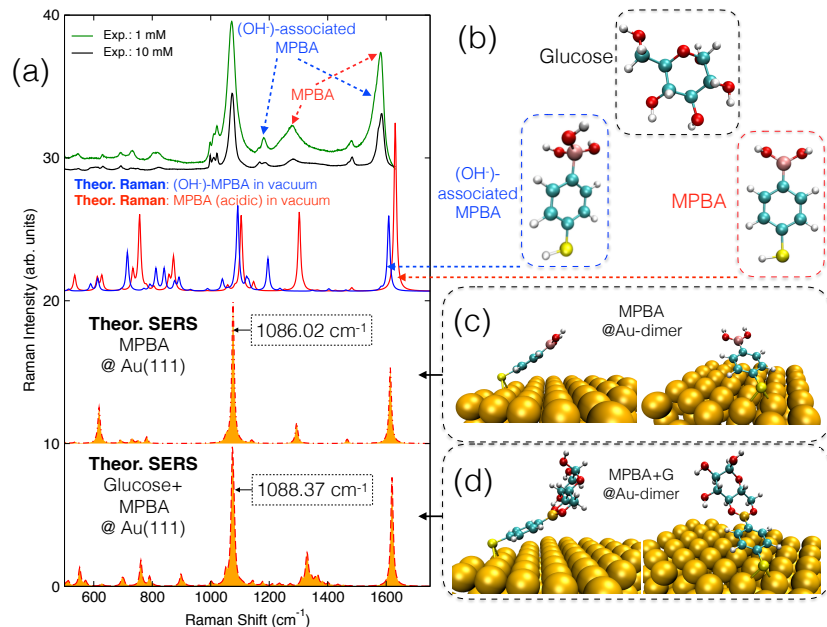 (a)
Exp.: 1 mM
Exp.: 10 mM
(OH-)-associated
MPBA
MPBA
Theor. Raman: (OH-)-MPBA in vacuum
Theor. Raman: MPBA (acidic) in vacuum
Theor. SERS
MPBA
@ Au(111)
1086.02 cm-1
Theor. SERS
Glucose+
MPBA
@ Au(111)
1088.37 cm-1
40
30
20
10
0
600
800
1000
1200
1400
1600
Raman Intensity (arb. units)
Raman Shift (cm-1)
(b)
Glucose
(OH-)-
associated
MPBA
MPBA
(c)
MPBA
@Au-dimer
(d)
MPBA+G
@Au-dimer